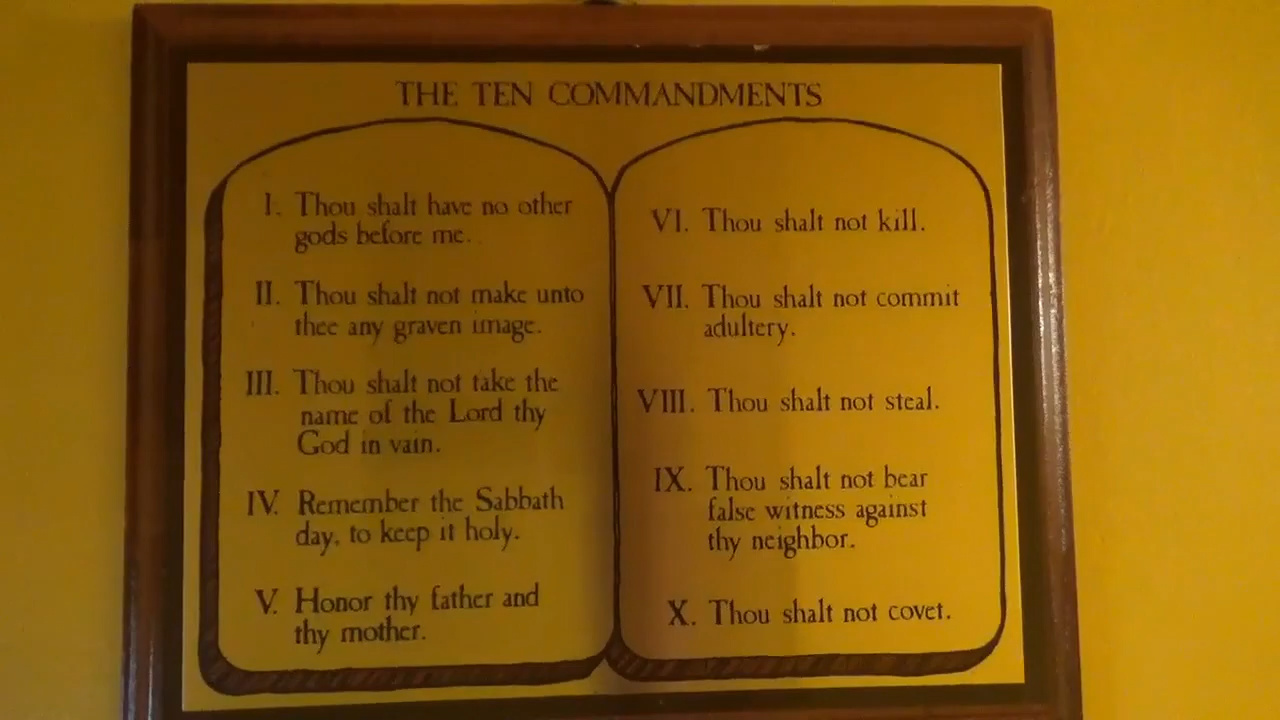 THE TEN COMMANDMENTS
I. Thou shalt have no other
gods before me.
II. Thou shalt not make unto
thee any graven image.
III. Thou shalt not take the
name of the Lord thy
God in vain.
IV. Remember the Sabbath
day, to keep it holy.
V. Honor thy father and
thy mother.
VI. Thou shalt not kill.
VII. Thou shalt not commit
adultery.
VIII. Thou shalt not steal.
IX. Thou shalt not bear
false witness against
thy neighbor.
X. Thou shalt not covet.